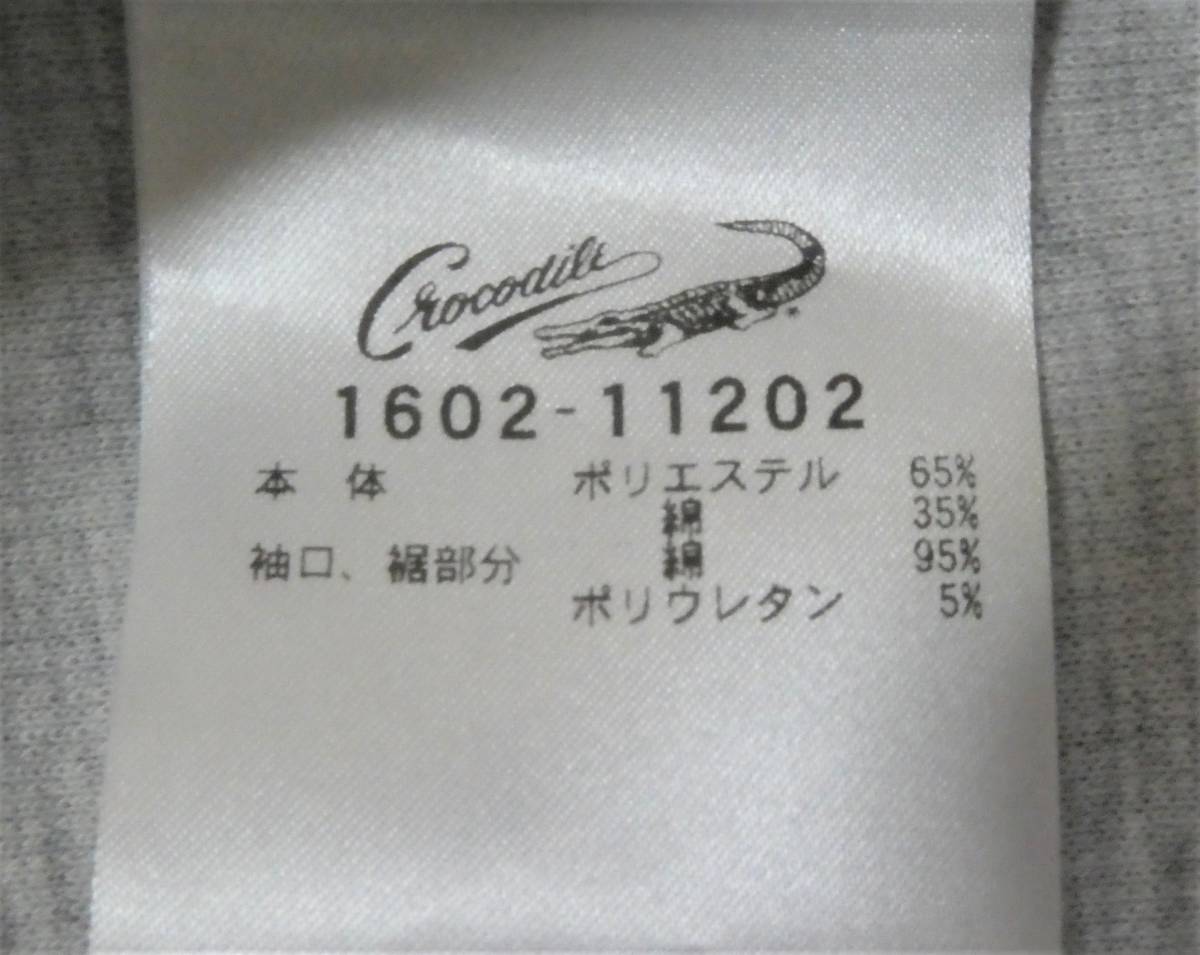 Crocodile
1602-11202
本 体 ポリエステル 65%
綿 35%
袖口、裾部分 綿 95%
ポリウレタン 5%